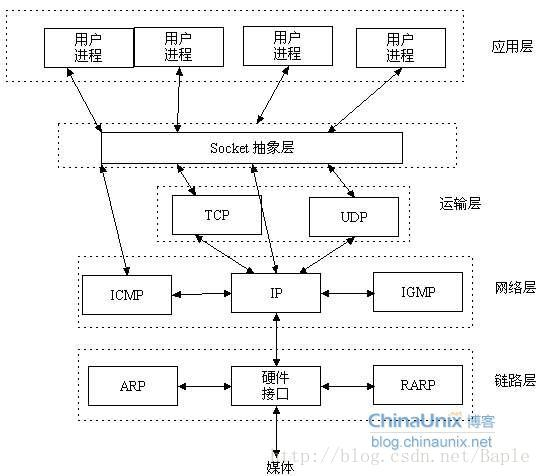 用户 用户 用户 用户
进程 进程 进程 进程
应用层
Socket 抽象层
TCP
UDP
运输层
ICMP
IP
IGMP
网络层
ARP
硬件
接口
RARP
链路层
ChinaUnix 博客
blog.chinaunix.net
http://blog.csdn.net/Baple
媒体